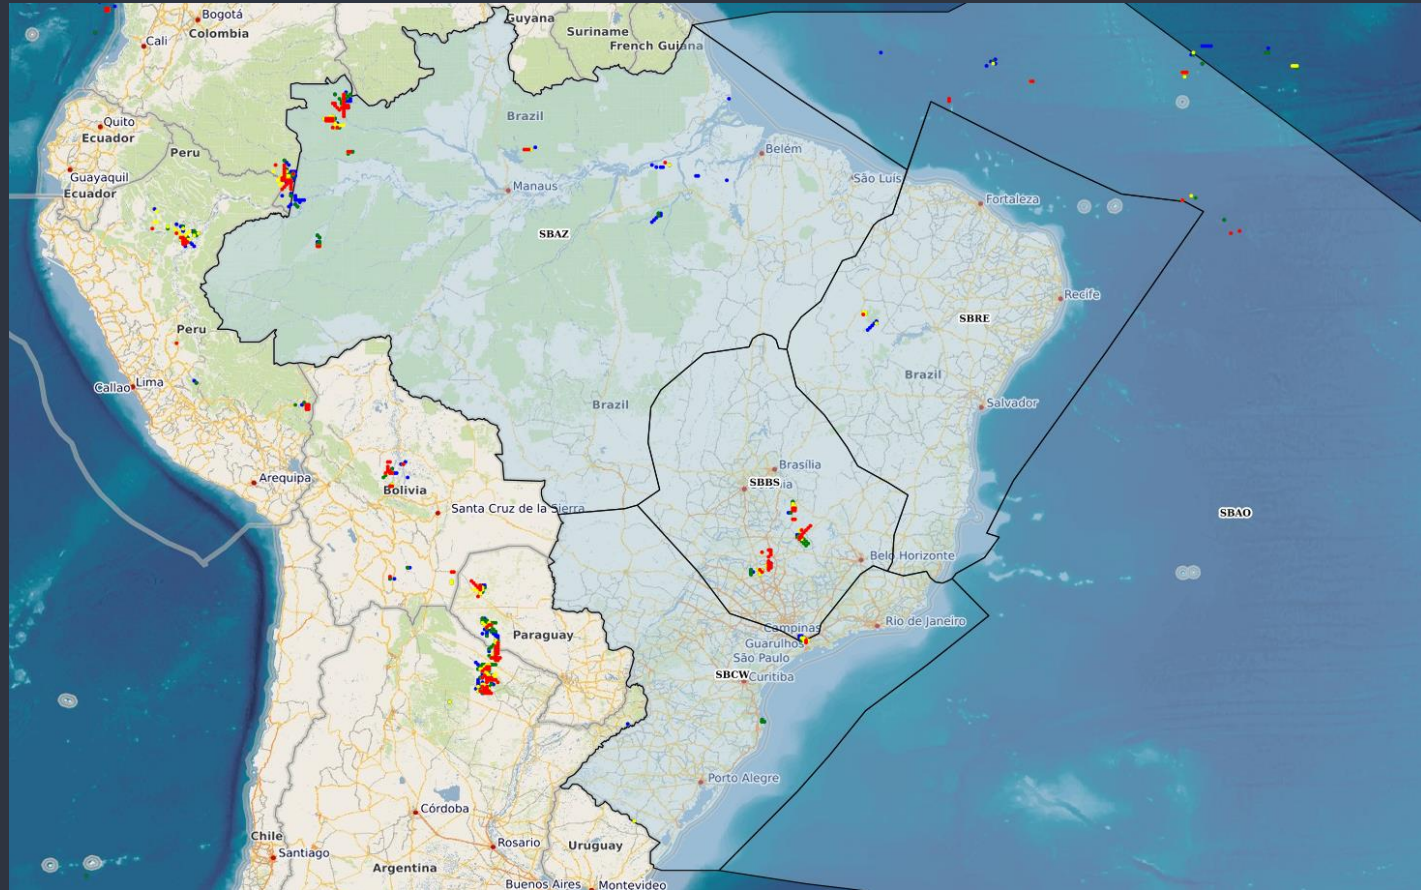 Bogotá
Colombia
Cali
Guyana
Suriname
French Guiana
Quito
Ecuador
Peru
Guayaquil
Ecuador
Brazil
Manaus
Belém
São Luís
Fortaleza
SBAZ
Recife
SBRE
Peru
Brazil
Callao
Lima
Brazil
Salvador
Brasília
SBBS
Arequipa
Bolivia
Santa Cruz de la Sierra
SBAO
Belo Horizonte
Paraguay
Campinas
Rio de Janeiro
Guarulhos
São Paulo
SBCW
Curitiba
Porto Alegre
Córdoba
Chile
Santiago
Rosario
Uruguay
Argentina
Buenos Aires
Montevideo